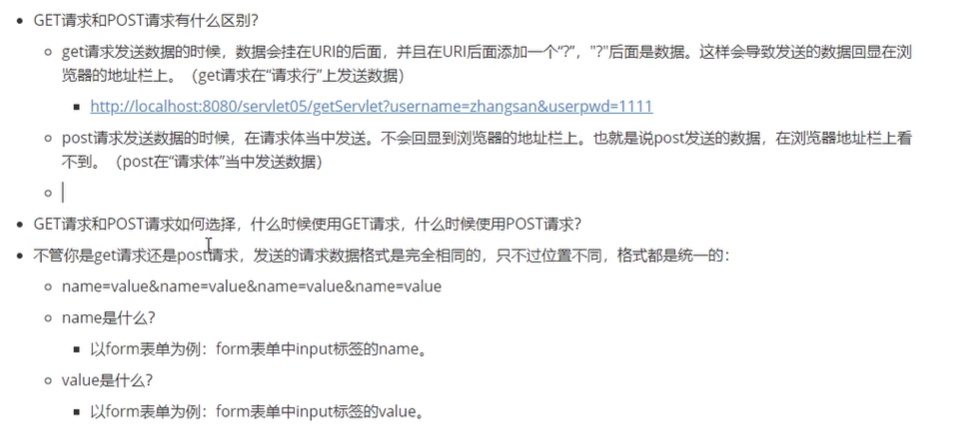 GET请求和POST请求有什么区别？
get请求发送数据的时候，数据会挂在URI的后面，并且在URI后面添加一个“?”，"?"后面是数据。这样会导致发送的数据回显在浏
览器的地址栏上。（get请求在“请求行”上发送数据）
http://localhost:8080/servlet05/getServlet?username=zhangsan&userpwd=1111
post请求发送数据的时候，在请求体当中发送。不会回显到浏览器的地址栏上。也就是说post发送的数据，在浏览器地址栏上看
不到。（post在“请求体”当中发送数据）
GET请求和POST请求如何选择，什么时候使用GET请求，什么时候使用POST请求？
不管你是get请求还是post请求，发送的请求数据格式是完全相同的，只不过位置不同，格式都是统一的：
name=value&name=value&name=value&name=value
name是什么？
以form表单为例：form表单中input标签的name。
value是什么？
以form表单为例：form表单中input标签的value。